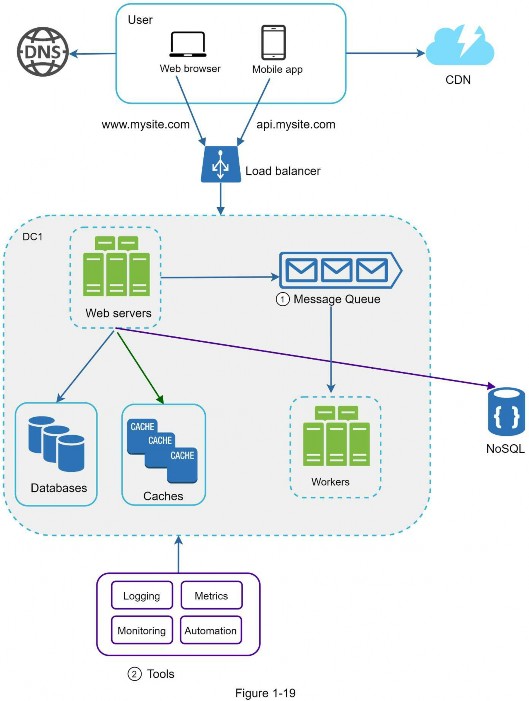 User
DNS
Web browser
Mobile app
CDN
www.mysite.com
api.mysite.com
Load balancer
DC1
Web servers
1 Message Queue
CACHE
CACHE
CACHE
Databases
Caches
Workers
{ }
NoSQL
Logging
Metrics
Monitoring
Automation
2 Tools
Figure 1-19